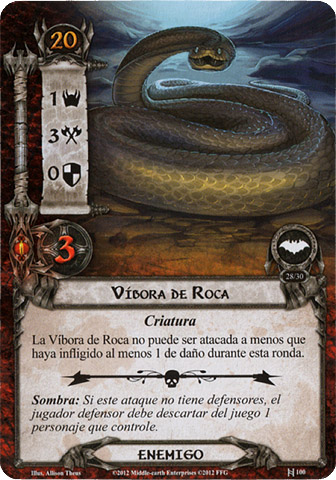 20
1
3
0
3
28/30
Víbora de Roca
Criatura
La Víbora de Roca no puede ser atacada a menos que
haya infligido al menos 1 de daño durante esta ronda.
Sombra: Si este ataque no tiene defensores, el
jugador defensor debe descartar del juego 1
personaje que controle.
ENEMIGO
Illus. Allison Theus ©2012 Middle-earth Enterprises ©2012 FFG 100